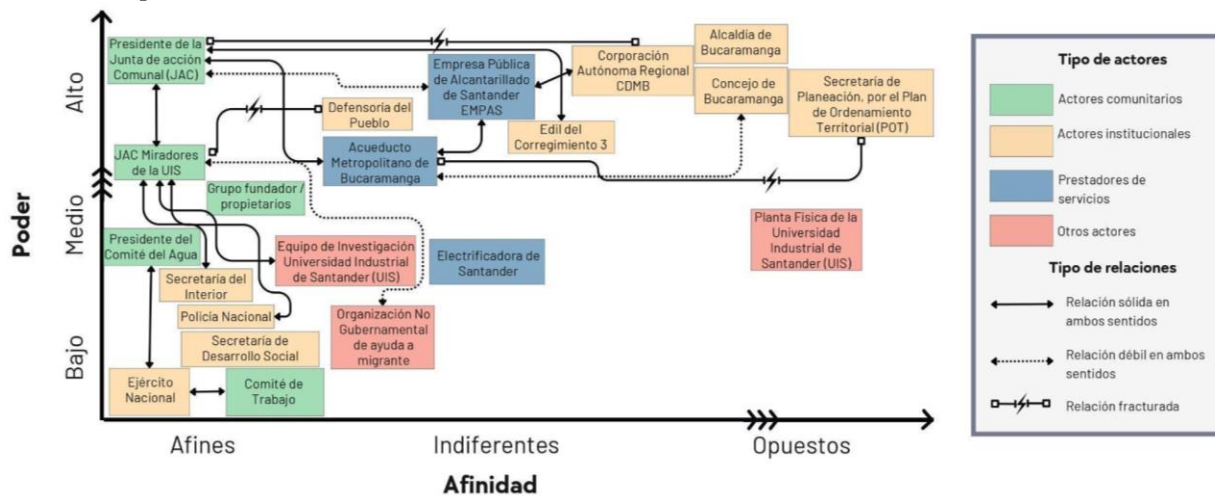 Presidente de la
Junta de acción
Comunal (JAC)
Empresa Pública
de Alcantarillado
de Santander
EMPAS
Corporación
Autónoma Regional
CDMB
Alcaldía de
Bucaramanga
Concejo de
Bucaramanga
Secretaría de
Planeación, por el Plan
de Ordenamiento
Territorial (POT)
Defensoría del
Pueblo
Edil del
Corregimiento 3
JAC Miradores
de la UIS
Acueducto
Metropolitano de
Bucaramanga
Grupo fundador /
propietarios
Presidente del
Comité del Agua
Equipo de Investigación
Universidad Industrial
de Santander (UIS)
Electrificadora de
Santander
Planta Física de la
Universidad
Industrial de
Santander (UIS)
Secretaría del
Interior
Policía Nacional
Organización No
Gubernamental
de ayuda a
migrante
Secretaría de
Desarrollo Social
Ejército
Nacional
Comité de
Trabajo
Poder
Alto
Medio
Bajo
Afines
Indiferentes
Opuestos
Afinidad
Tipo de actores
Actores comunitarios
Actores institucionales
Prestadores de
servicios
Otros actores
Tipo de relaciones
Relación sólida en
ambos sentidos
Relación débil en ambos
sentidos
Relación fracturada